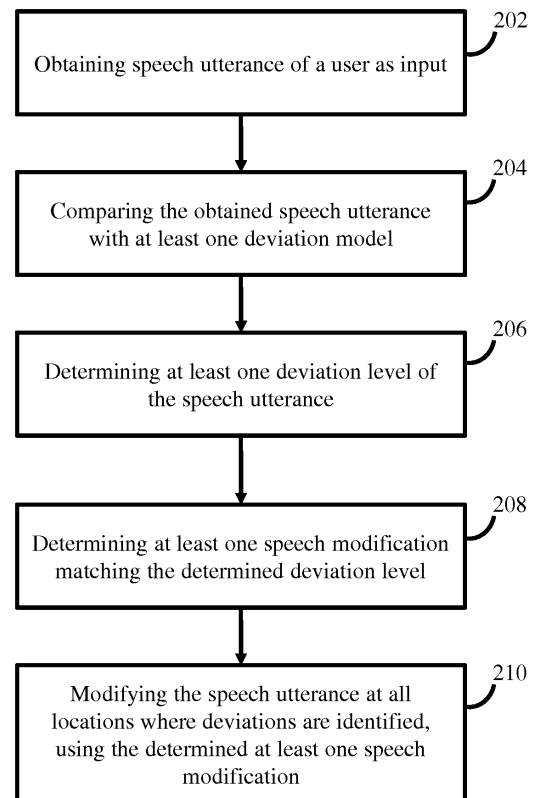 202
Obtaining speech utterance of a user as input
204
Comparing the obtained speech utterance
with at least one deviation model
206
Determining at least one deviation level of
the speech utterance
208
Determining at least one speech modification
matching the determined deviation level
210
Modifying the speech utterance at all
locations where deviations are identified,
using the determined at least one speech
modification